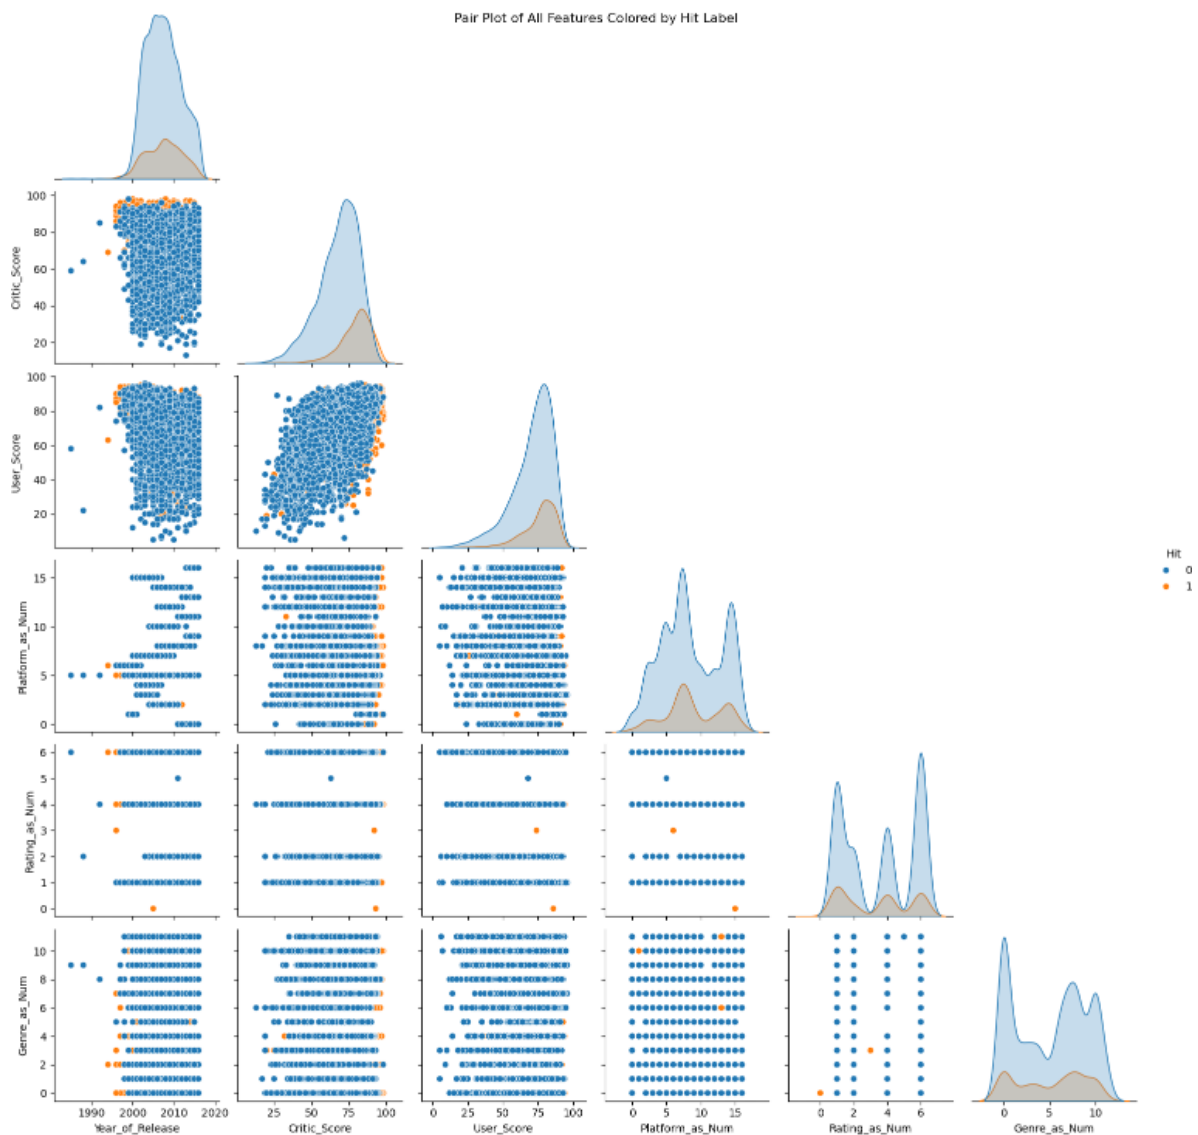 Pair Plot of All Features Colored by Hit Label
100
80
60
40
20
Critic_Score
100
80
60
40
20
User_Score
15
10
5
0
Platform_as_Num
Hit
0
1
6
5
4
3
2
1
0
Rating_as_Num
10
8
6
4
2
0
Genre_as_Num
1990 2000 2010 2020
Year_of_Release
25 50 75 100
Critic_Score
0 25 50 75 100
User_Score
0 5 10 15
Platform_as_Num
0 2 4 6
Rating_as_Num
0 5 10
Genre_as_Num